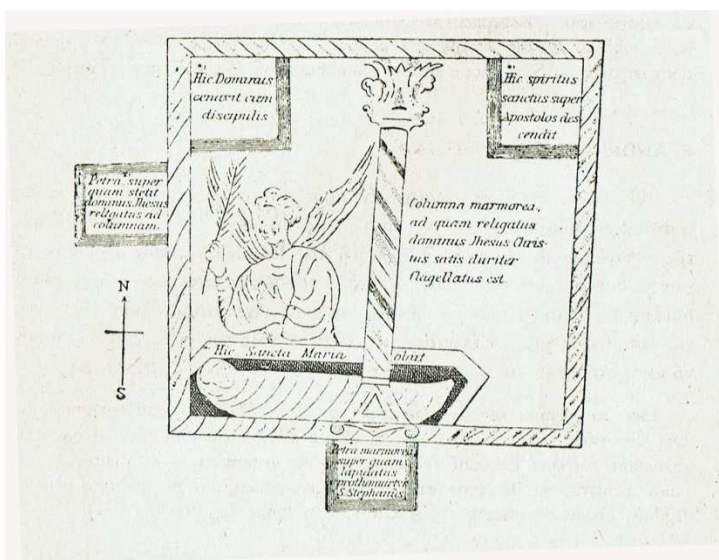 Hic Dominus
cenavit cum
discipulis
Hic spiritus
sanctus super
Apostolos des
cendit
Petra, super
quam stetit
dominus Jhesus
religatus ad
columnam.
Columna marmorea,
ad quam religatus
dominus Jhesus Chris-
tus satis duriter
flagellatus est
N
S
Hic Sancta Maria obiit
Petra marmorea
super quam
lapidatus
prothomartyr
S. Stephanus